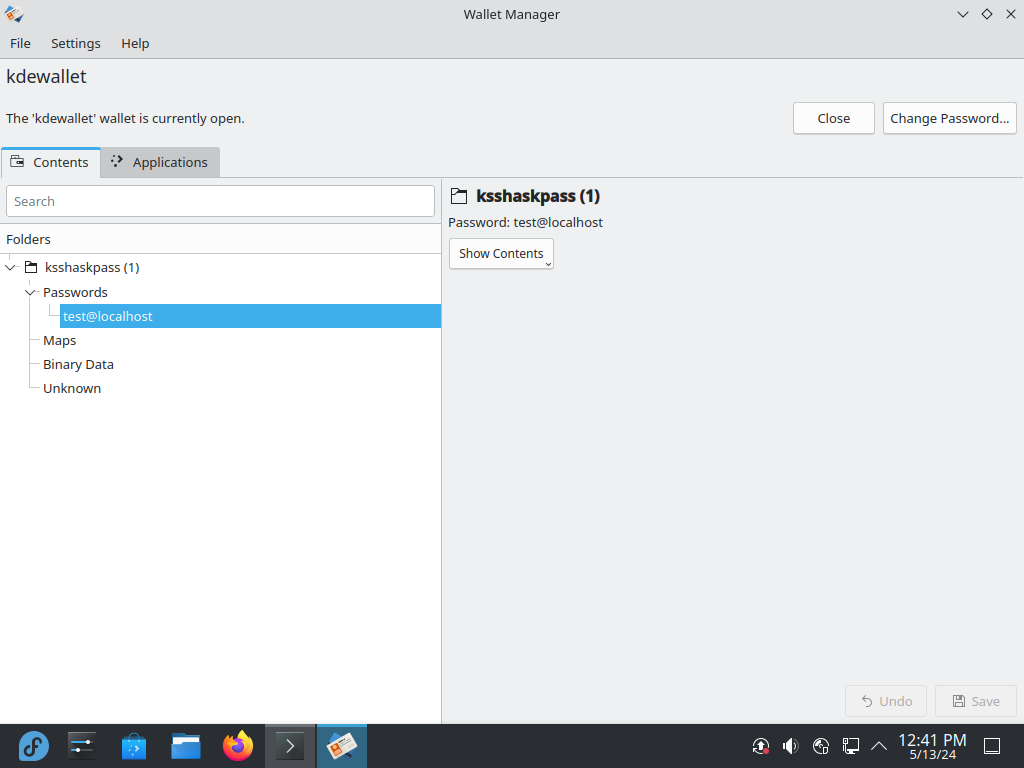 Wallet Manager
File Settings Help
kdewallet
The 'kdewallet' wallet is currently open.
Close
Change Password...
Contents
Applications
Search
Folders
ksshaskpass (1)
Passwords
test@localhost
Maps
Binary Data
Unknown
ksshaskpass (1)
Password: test@localhost
Show Contents
Undo
Save
12:41 PM
5/13/24